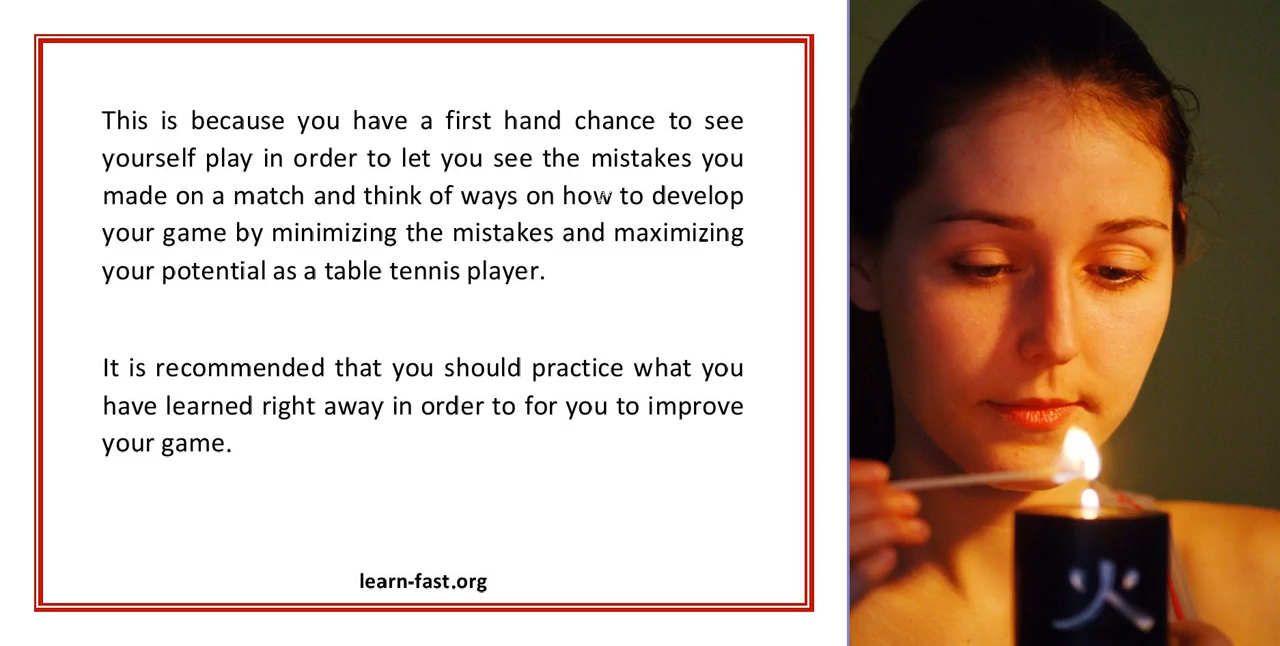 This is because you have a first hand chance to see
yourself play in order to let you see the mistakes you
made on a match and think of ways on how to develop
your game by minimizing the mistakes and maximizing
your potential as a table tennis player.
It is recommended that you should practice what you
have learned right away in order to for you to improve
your game.
learn-fast.org
火